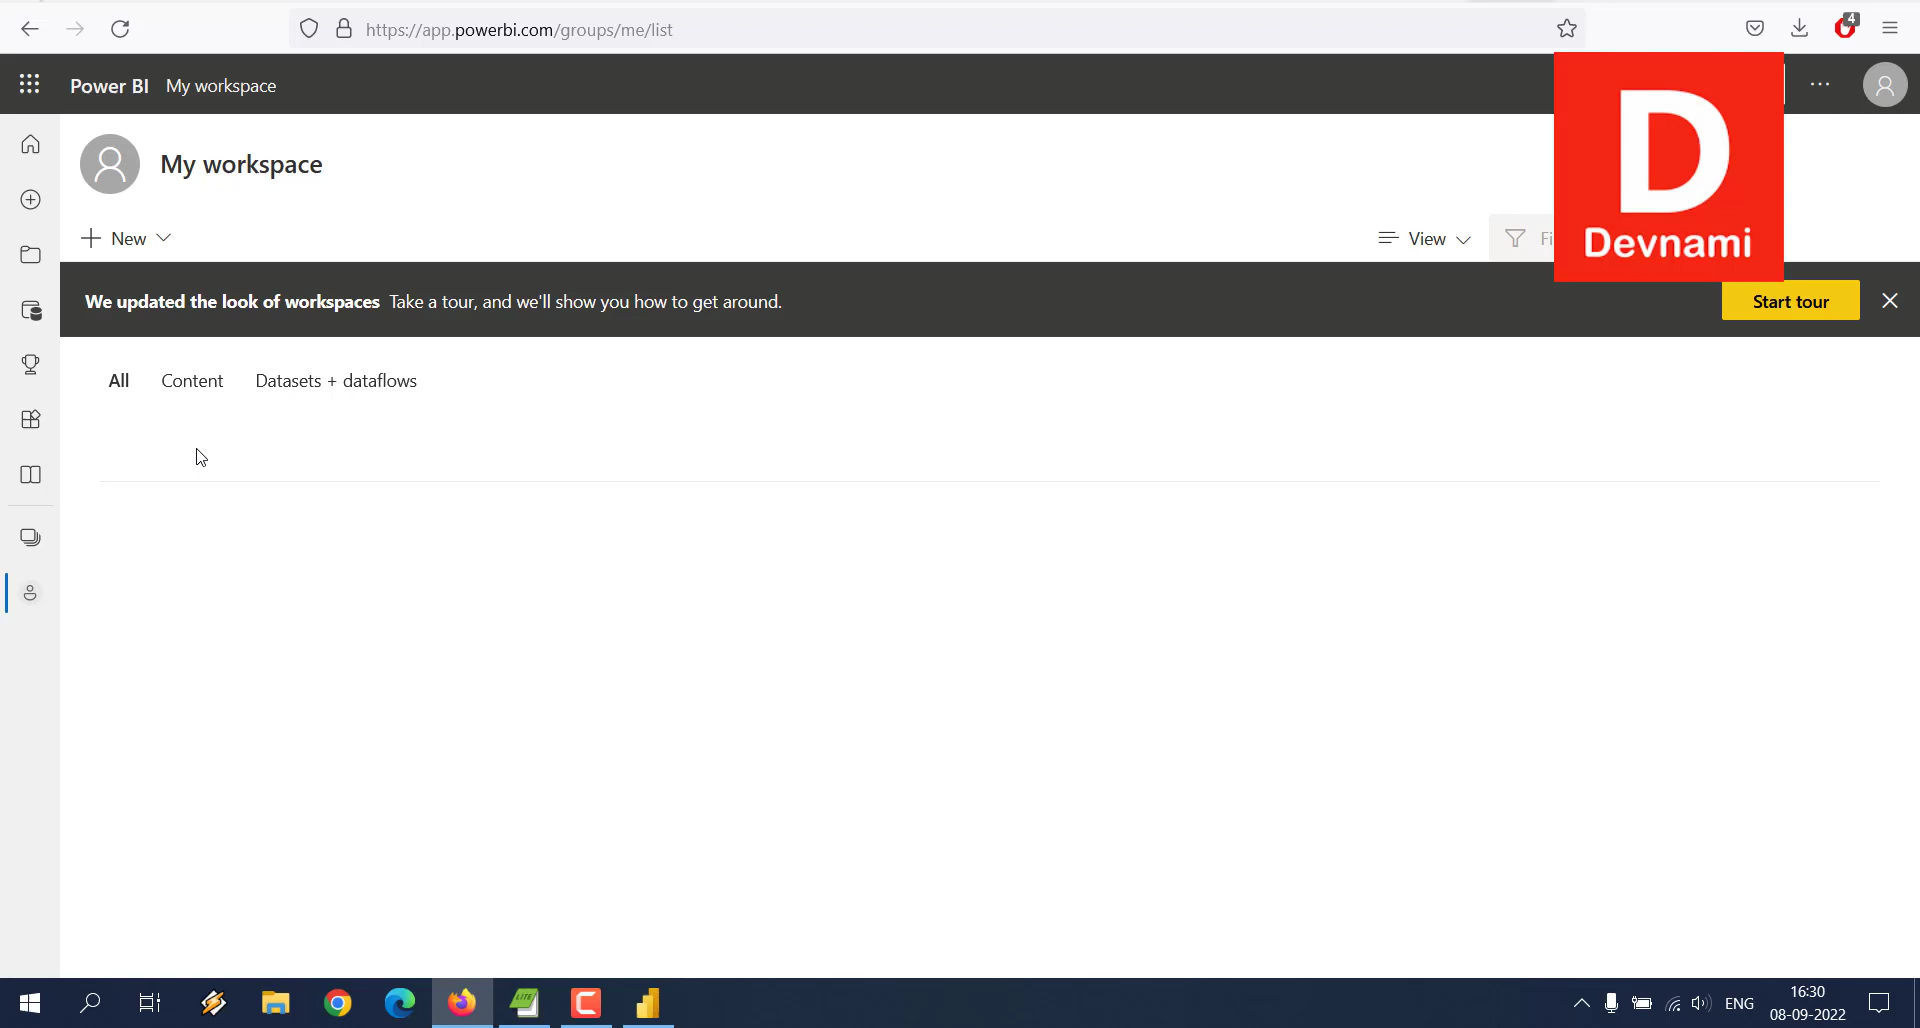 https://app.powerbi.com/groups/me/list
4
Power BI My workspace
D
Devnami
My workspace
New
View
Fi
We updated the look of workspaces Take a tour, and we'll show you how to get around.
Start tour
All Content Datasets + dataflows
LITE
ENG
16:30
08-09-2022